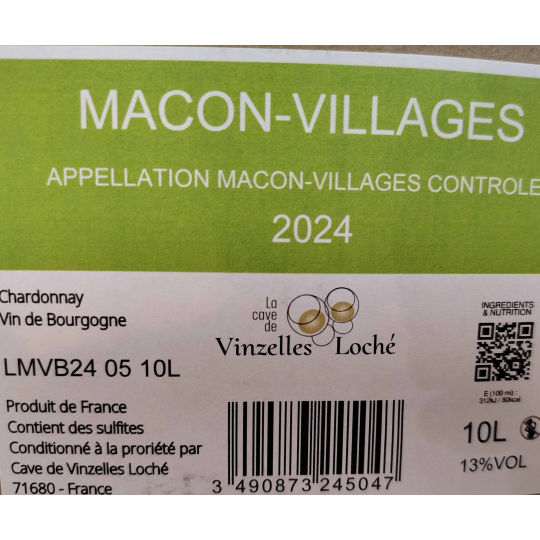 MACON-VILLAGES
APPELLATION MACON-VILLAGES CONTROLE
2024
Chardonnay
Vin de Bourgogne
La
cave
de
Vinzelles Loché
INGREDIENTS
& NUTRITION
E (100 ml) :
312kJ / 80kcal
LMVB24 05 10L
Produit de France
Contient des sulfites
Conditionné à la prorièté par
Cave de Vinzelles Loché
71680 - France
3 490873 245047
10L
13%VOL